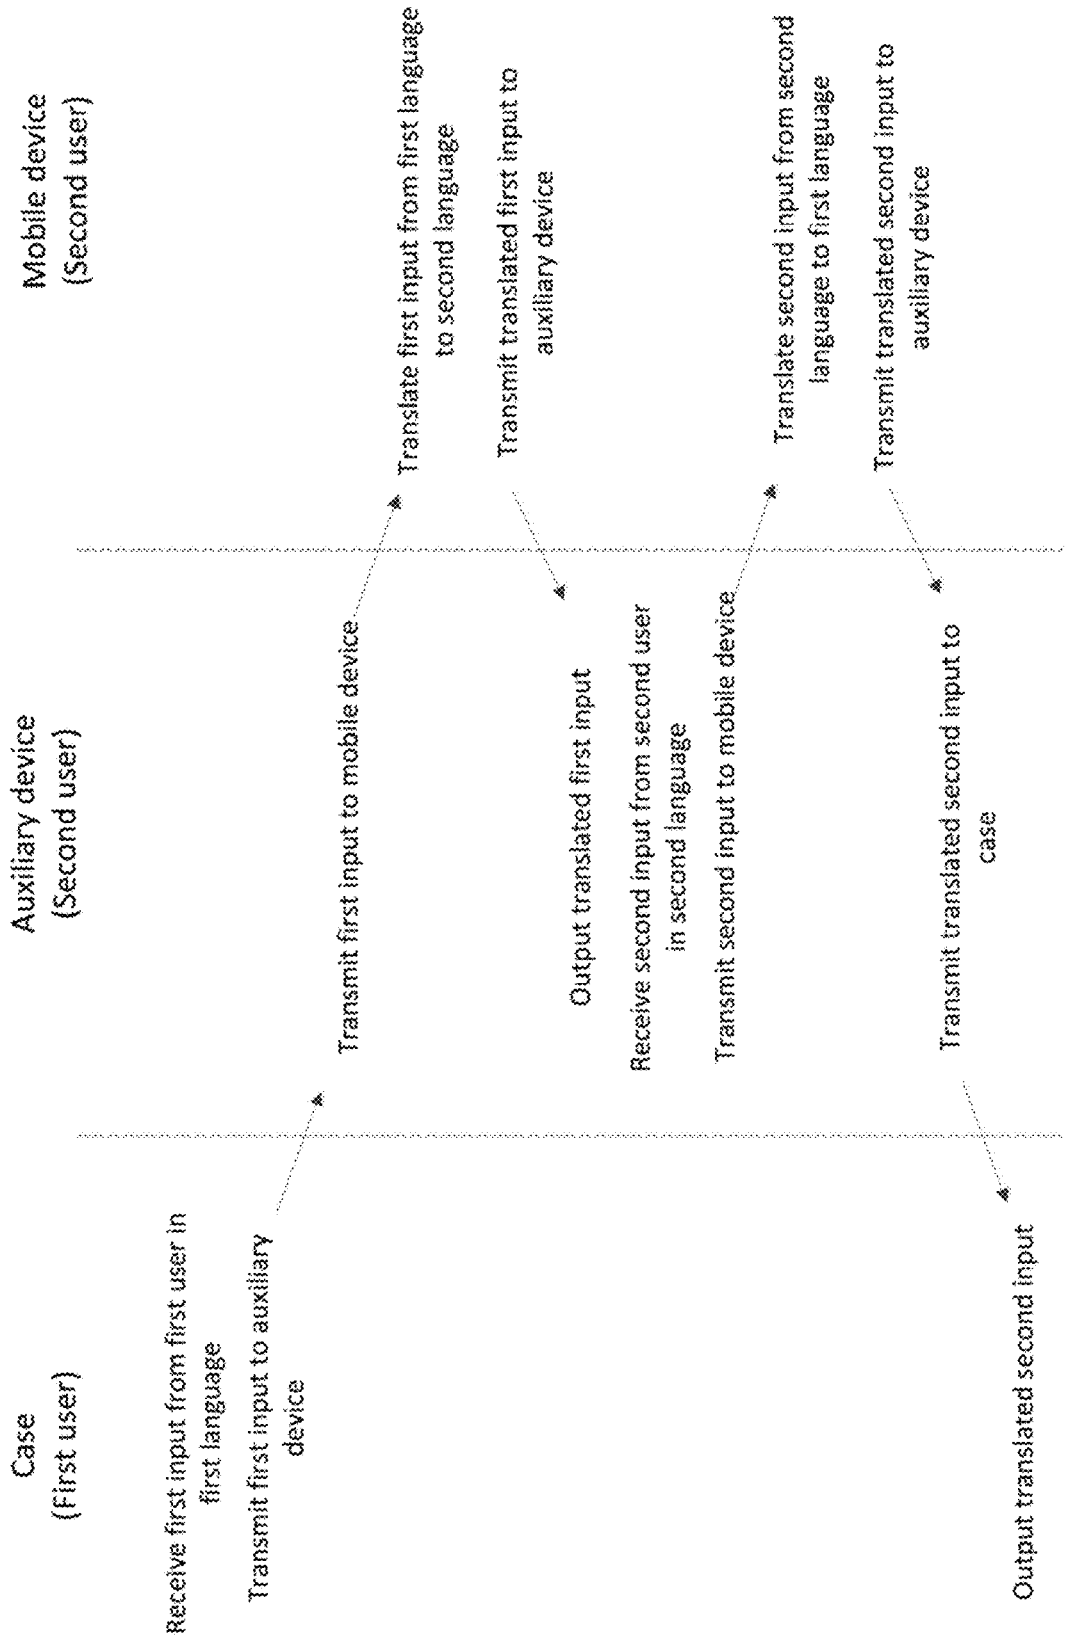 Case
(First user)
Auxiliary device
(Second user)
Mobile device
(Second user)
Receive first input from first user in
first language
Transmit first input to auxiliary
device
Transmit first input to mobile device
Translate first input from first language
to second language
Transmit translated first input to
auxiliary device
Output translated first input
Receive second input from second user
in second language
Transmit second input to mobile device
Translate second input from second
language to first language
Transmit translated second input to
auxiliary device
Transmit translated second input to
case
Output translated second input